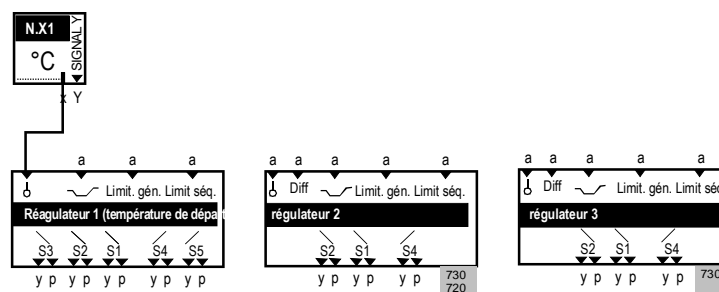 N.X1
SIGNAL Y
°C
x Y
a a a
a a a a a
a a a a a
Limit. gén. Limit séq.
Diff Limit. gén. Limit séq.
Diff Limit. gén. Limit séq
Réagulateur 1 (température de dépar
régulateur 2
régulateur 3
S3 S2 S1 S4 S5
S2 S1 S4
S2 S1 S4
y p y p y p y p y p
y p y p y p
730
720
y p y p y p
730